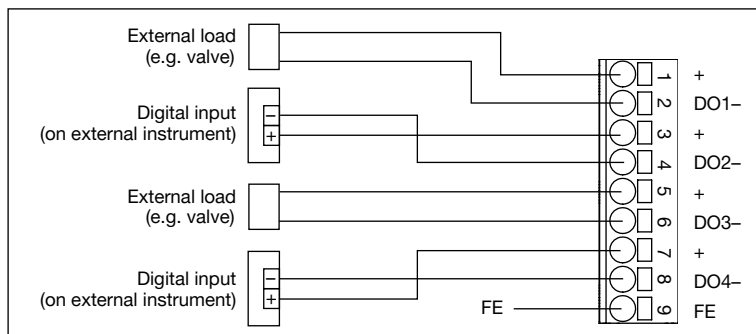 External load
(e.g. valve)
Digital input
(on external instrument)
−
+
External load
(e.g. valve)
Digital input
(on external instrument)
−
+
FE
1 +
2 DO1–
3 +
4 DO2–
5 +
6 DO3–
7 +
8 DO4–
9 FE